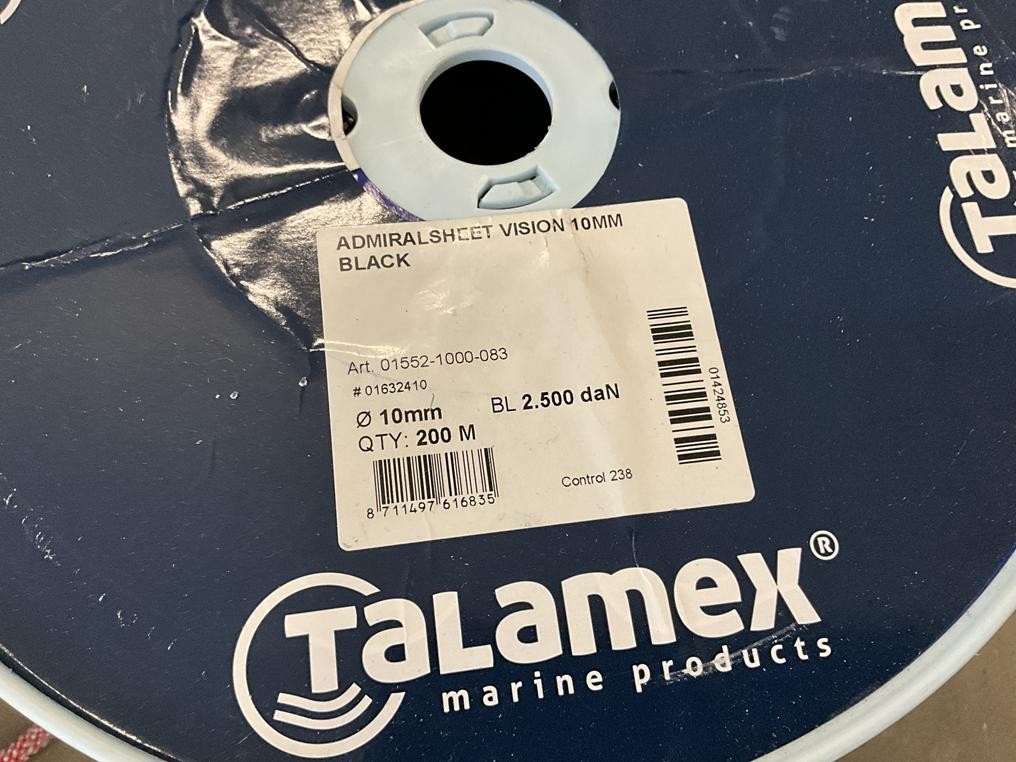 TaLamex
marine pr
ADMIRALSHEET VISION 10MM
BLACK
Art. 01552-1000-083
# 01632410
Ø 10mm BL 2.500 daN
QTY: 200 M
8 711497 616835
Control 238
01424853
TaLamex®
marine products